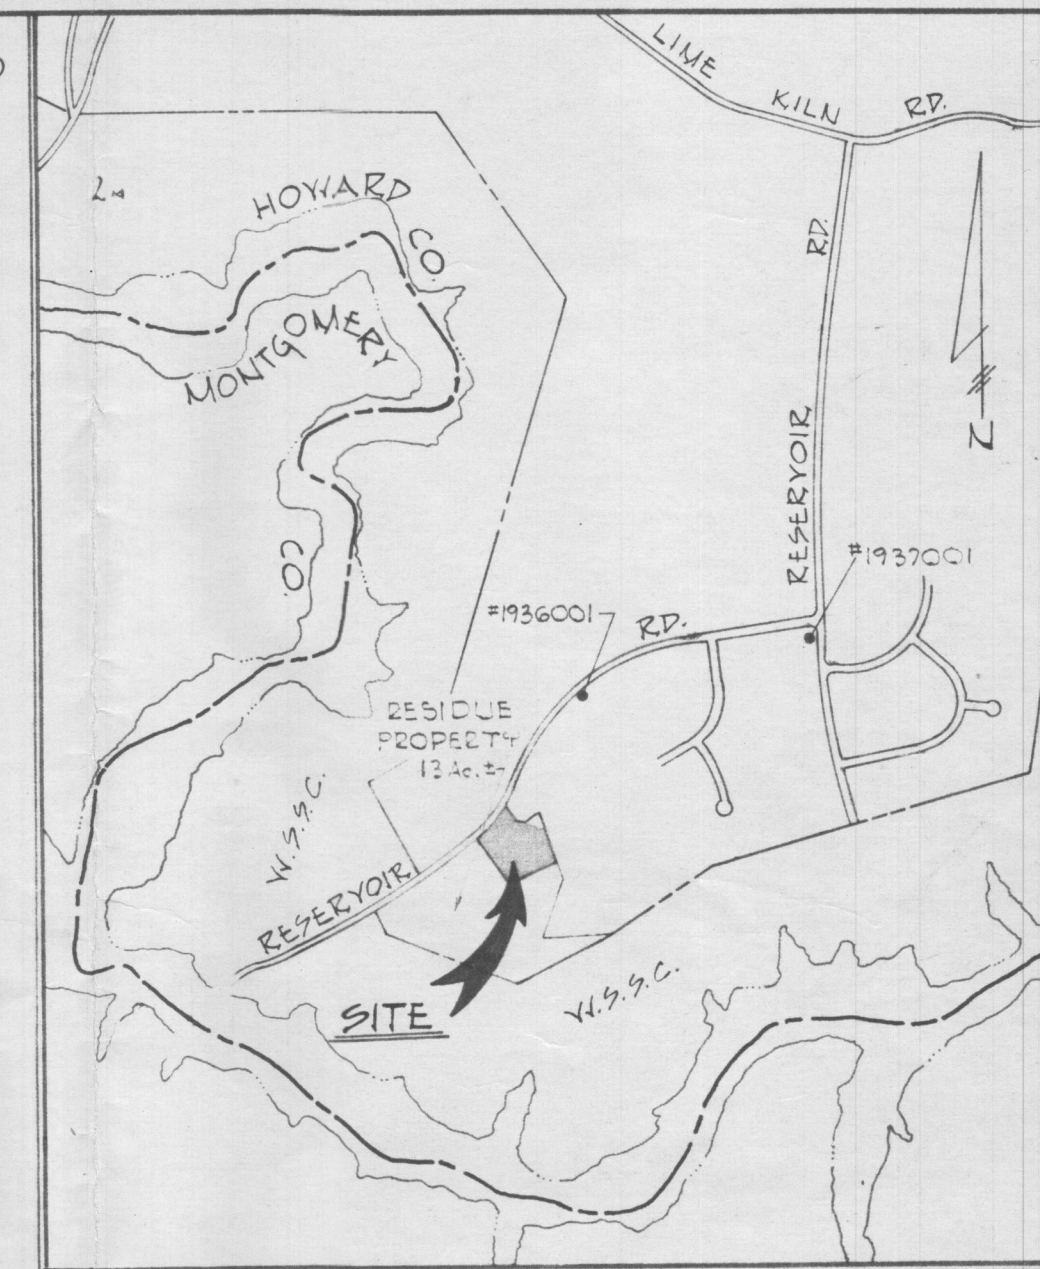 LIME KILN RD.
HOWARD CO.
MONTGOMERY CO.
RESERVOIR RD.
N
#1937001
#1936001
RD.
RESIDUE
PROPERTY
13 Ac.±
W.S.S.C.
RESERVOIR
SITE
W.S.S.C.